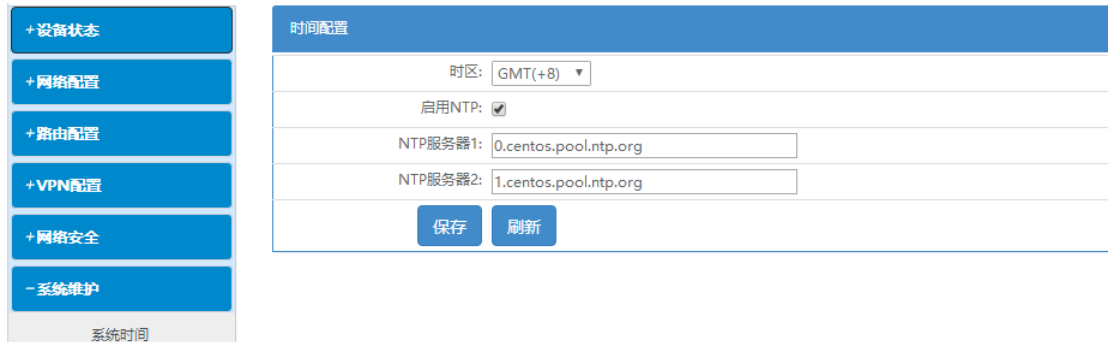 +设备状态
+网络配置
+路由配置
+VPN配置
+网络安全
-系统维护
系统时间
时间配置
时区: GMT(+8)
启用NTP:
NTP服务器1: 0.centos.pool.ntp.org
NTP服务器2: 1.centos.pool.ntp.org
保存 刷新